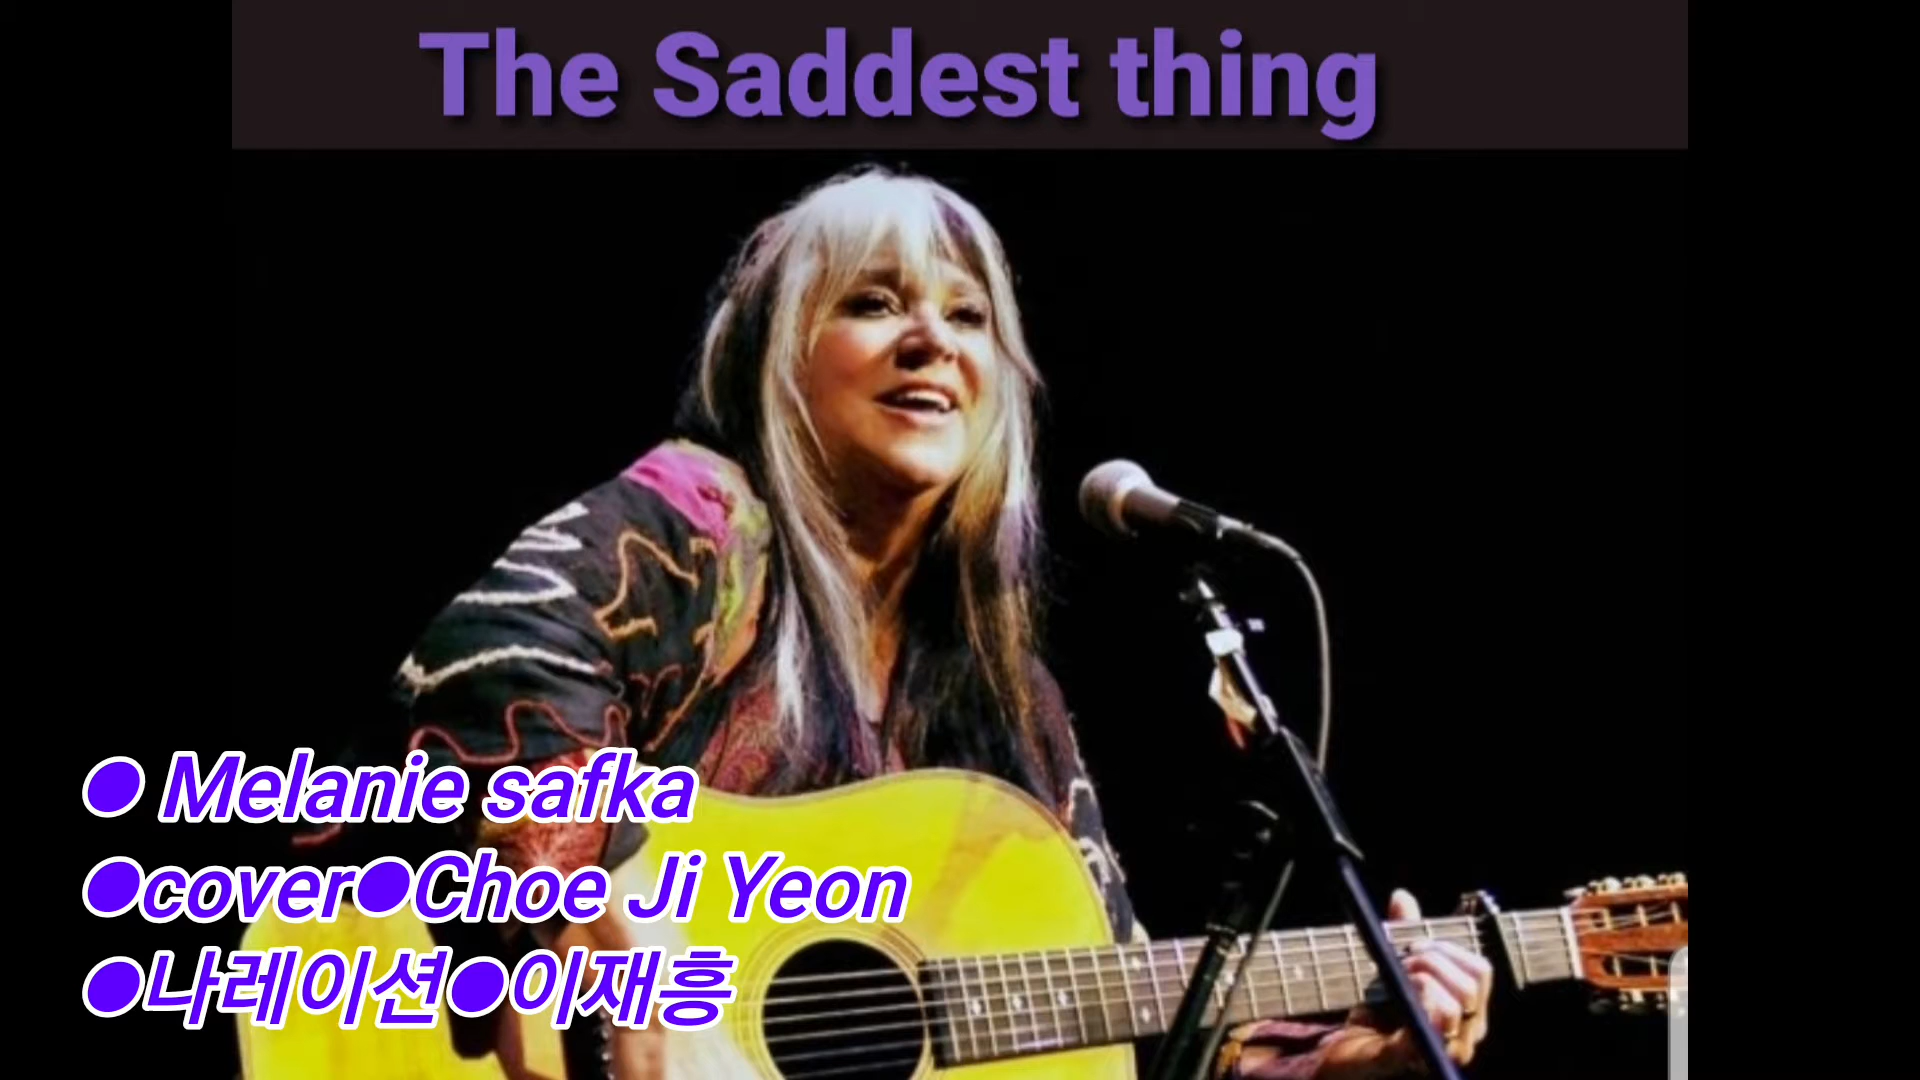 The Saddest thing
● Melanie safka
●cover●Choe Ji Yeon
●나레이션●이재흥